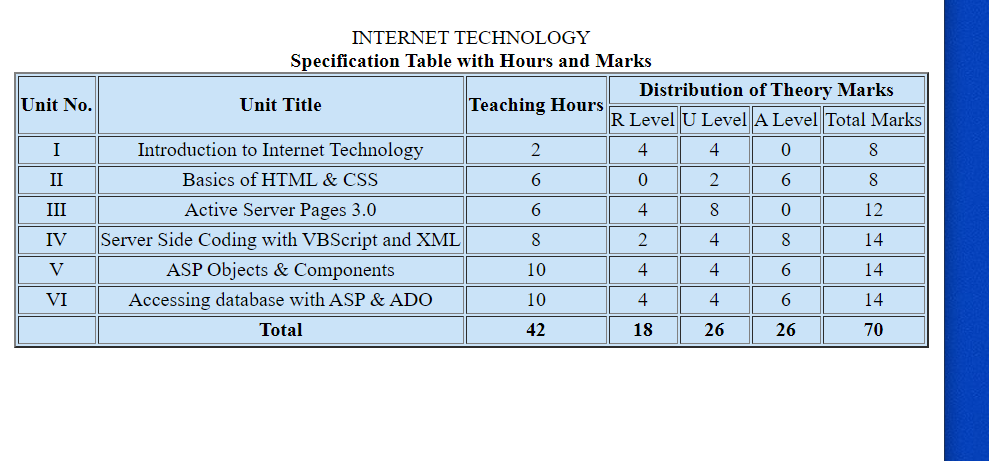 INTERNET TECHNOLOGY
Specification Table with Hours and Marks
Unit No. Unit Title Teaching Hours Distribution of Theory Marks
R Level U Level A Level Total Marks
I Introduction to Internet Technology 2 4 4 0 8
II Basics of HTML & CSS 6 0 2 6 8
III Active Server Pages 3.0 6 4 8 0 12
IV Server Side Coding with VBScript and XML 8 2 4 8 14
V ASP Objects & Components 10 4 4 6 14
VI Accessing database with ASP & ADO 10 4 4 6 14
Total 42 18 26 26 70